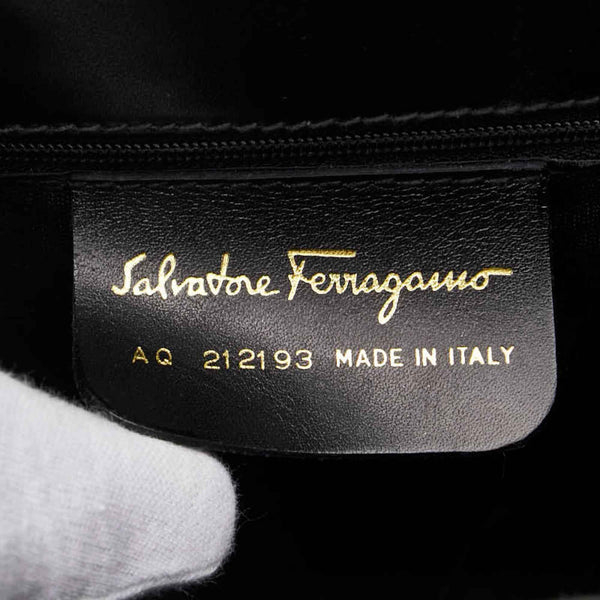 Salvatore Ferragamo
AQ 212193 MADE IN ITALY